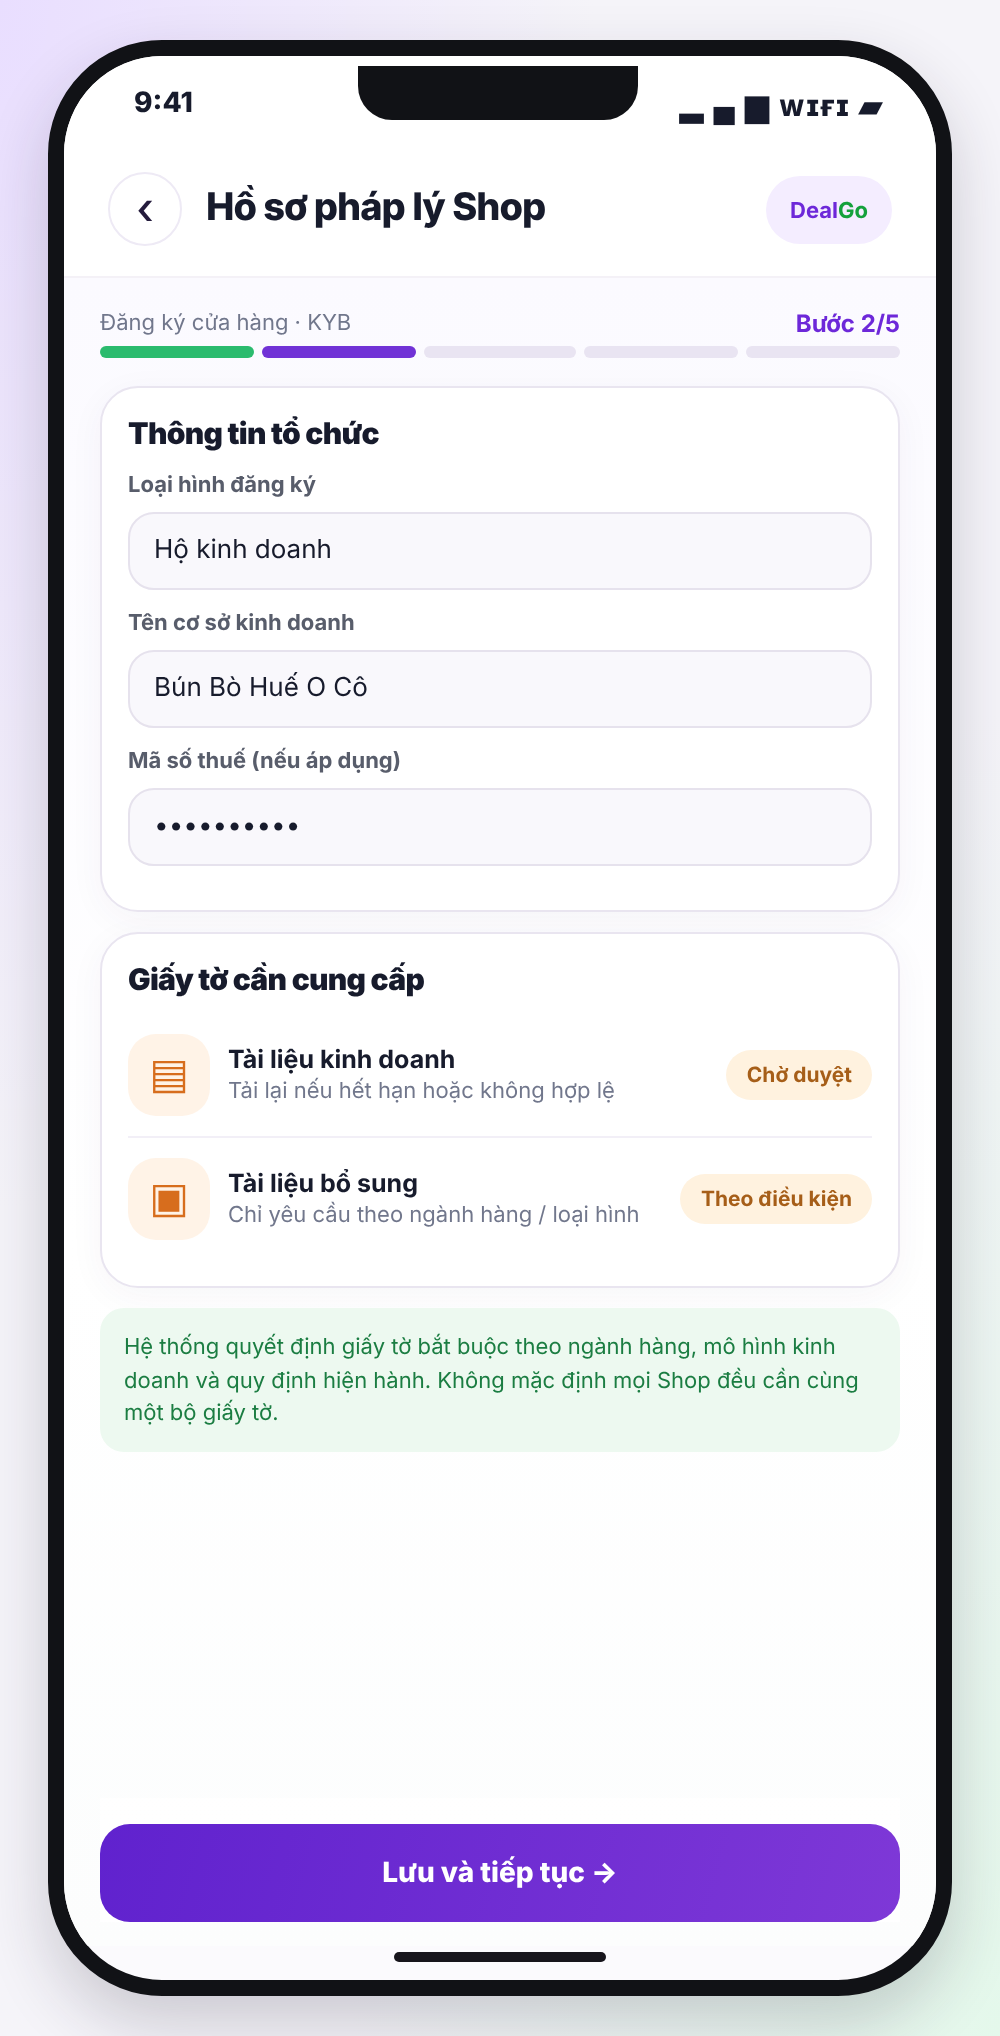 9:41
WIFI
‹ Hồ sơ pháp lý Shop
DealGo
Đăng ký cửa hàng · KYB
Bước 2/5
Thông tin tổ chức
Loại hình đăng ký
Hộ kinh doanh
Tên cơ sở kinh doanh
Bún Bò Huế O Cô
Mã số thuế (nếu áp dụng)
••••••••••
Giấy tờ cần cung cấp
Tài liệu kinh doanh
Tải lại nếu hết hạn hoặc không hợp lệ
Chờ duyệt
Tài liệu bổ sung
Chỉ yêu cầu theo ngành hàng / loại hình
Theo điều kiện
Hệ thống quyết định giấy tờ bắt buộc theo ngành hàng, mô hình kinh
doanh và quy định hiện hành. Không mặc định mọi Shop đều cần cùng
một bộ giấy tờ.
Lưu và tiếp tục →